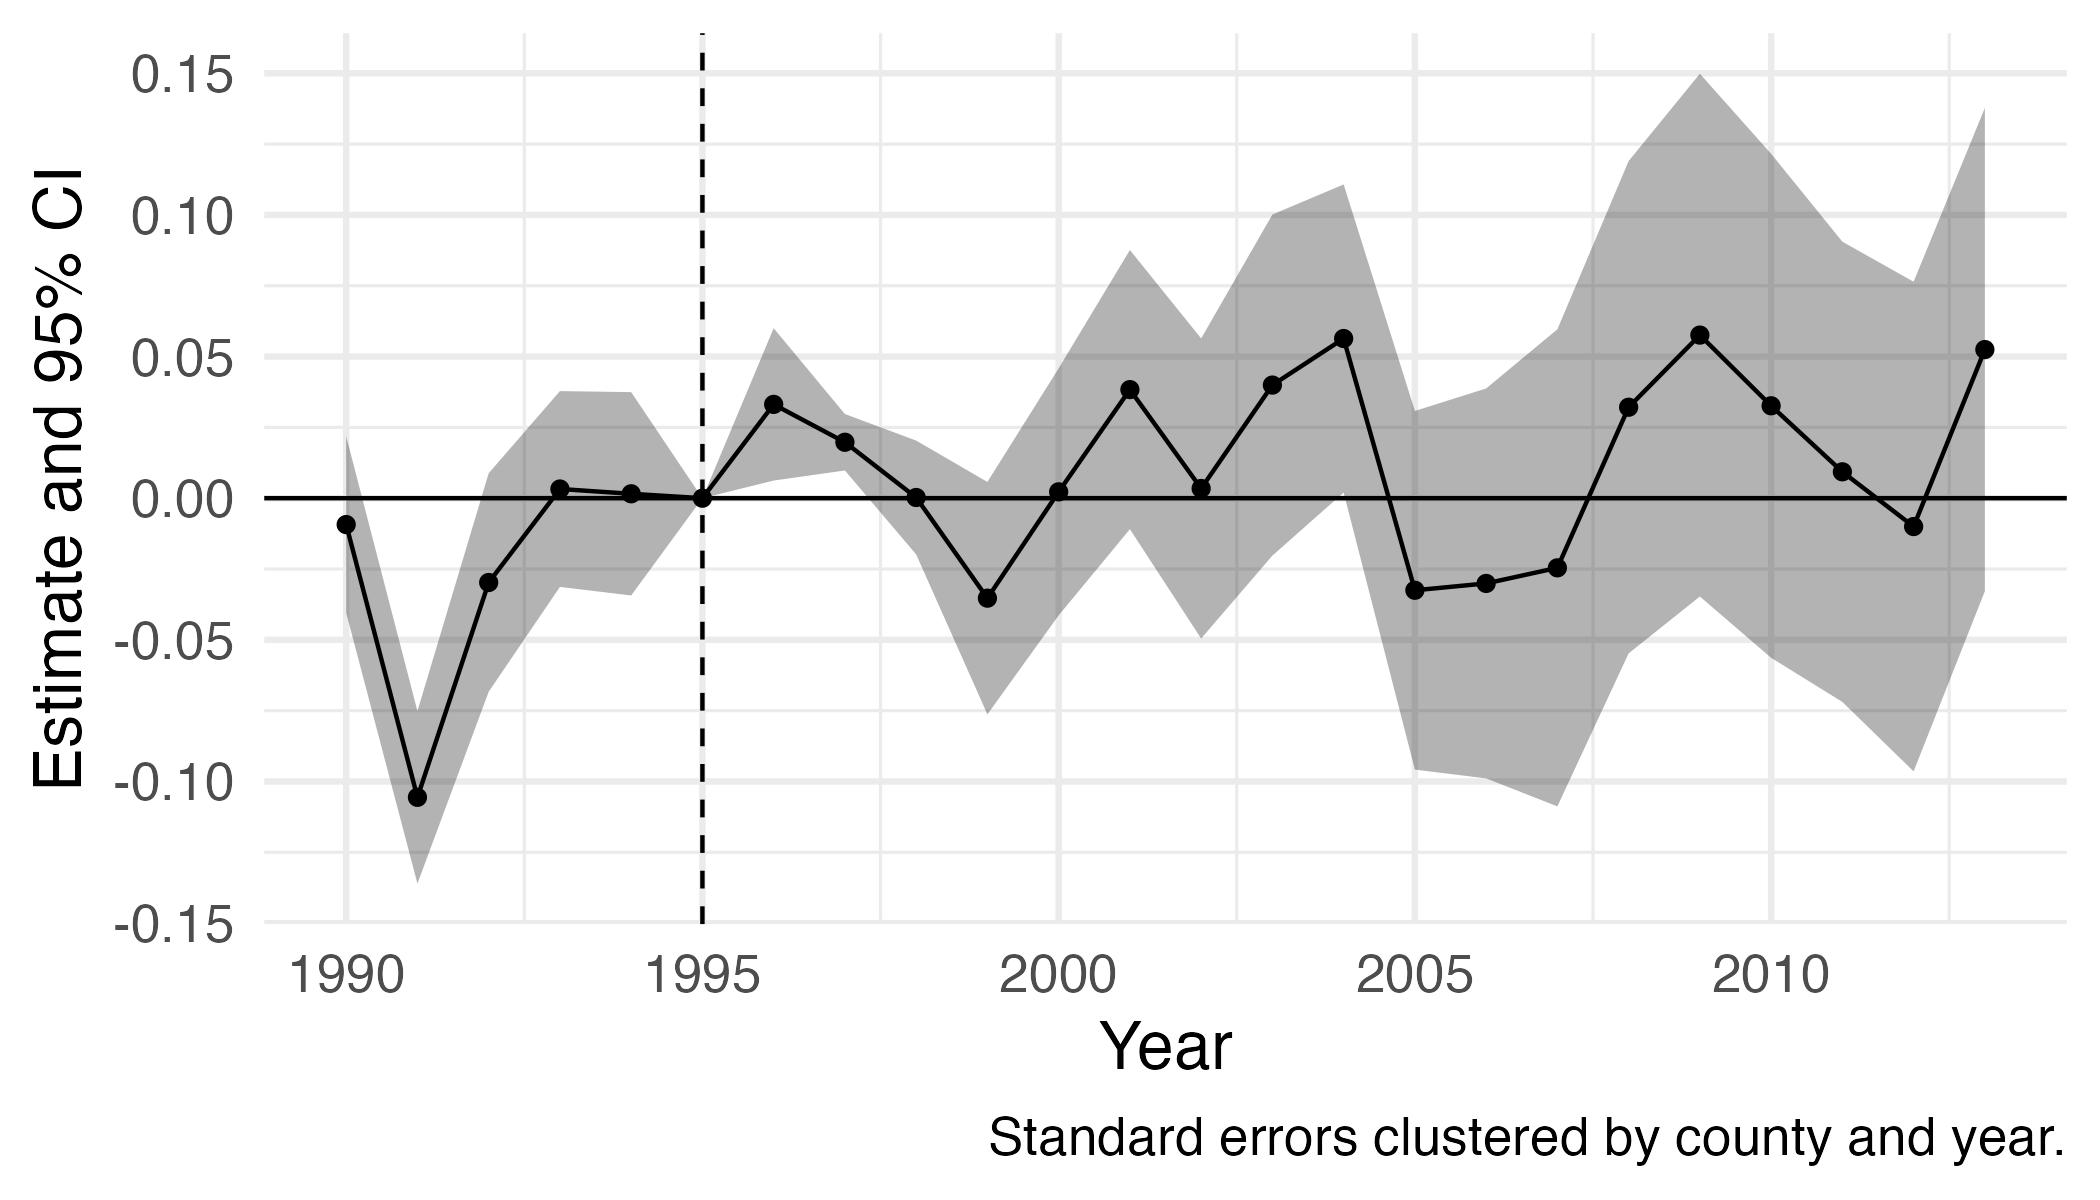 Estimate and 95% CI
0.15
0.10
0.05
0.00
-0.05
-0.10
-0.15
1990 1995 2000 2005 2010
Year
Standard errors clustered by county and year.